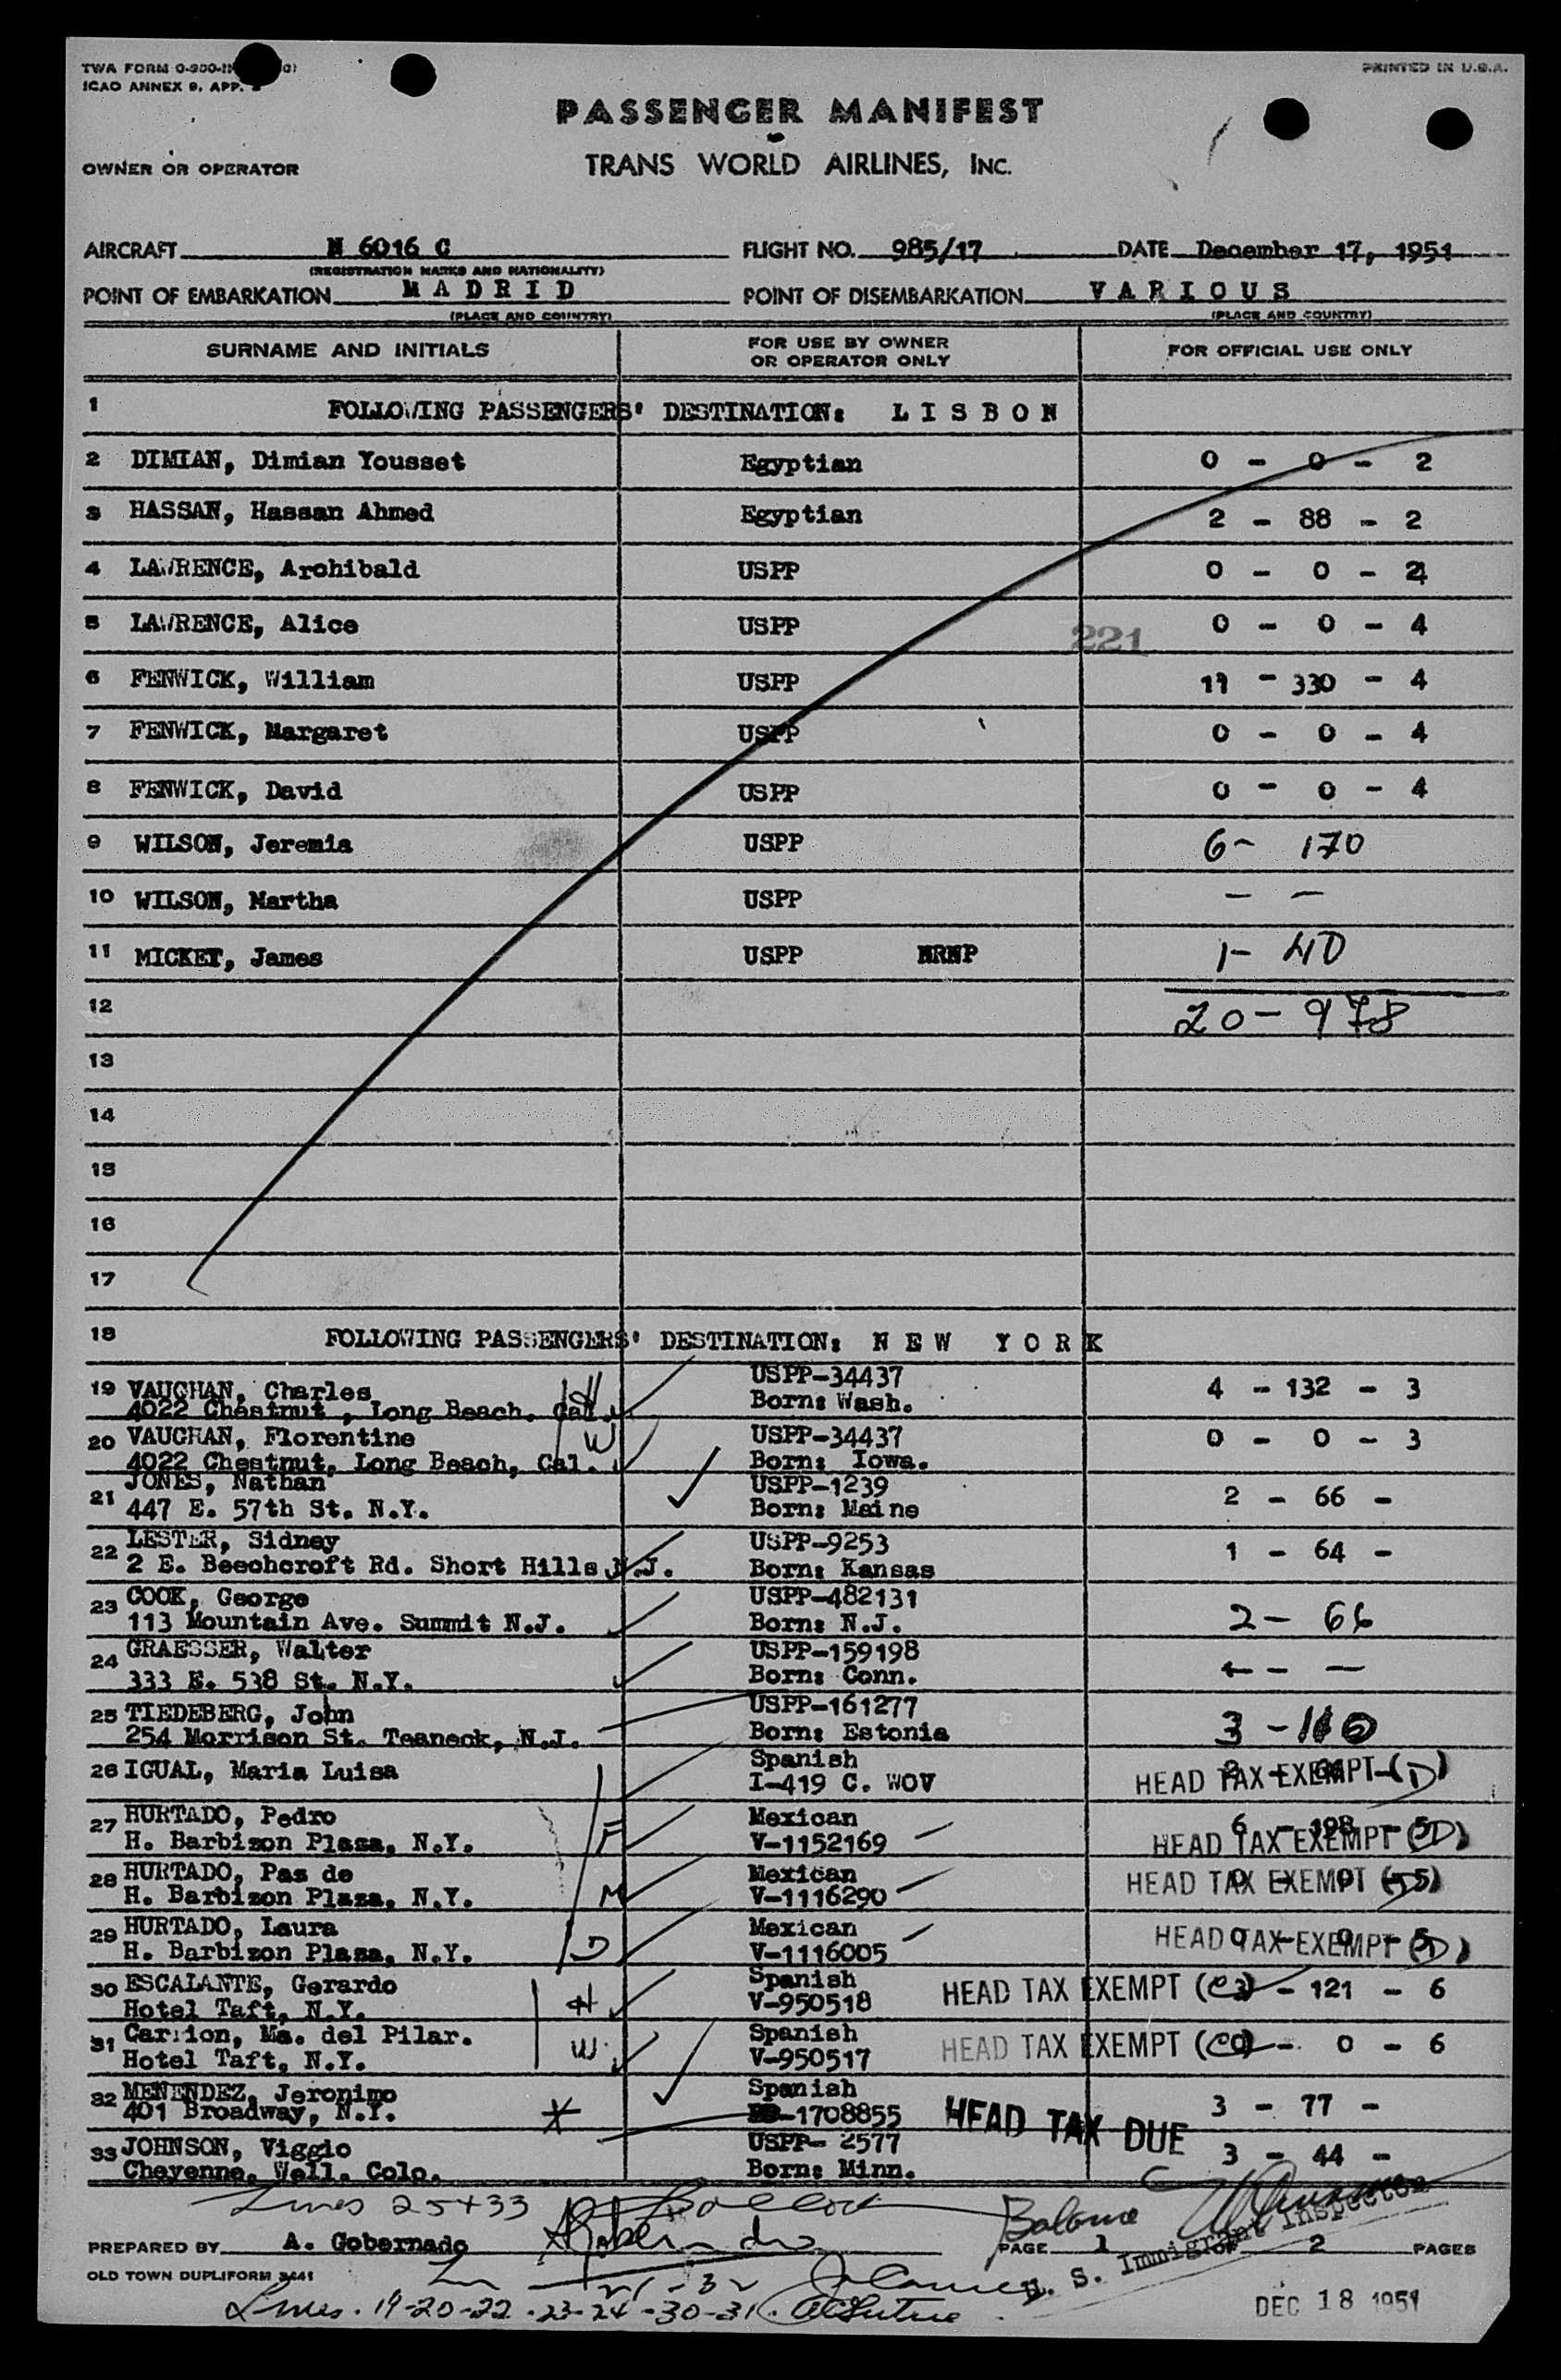 TWA FORM 0-950-
ICAO ANNEX 9, APP.
PRINTED IN U.S.A.
PASSENGER MANIFEST
OWNER OR OPERATOR TRANS WORLD AIRLINES, INC.
AIRCRAFT N 6016 C FLIGHT NO. 985/17 DATE December 17, 1951
(REGISTRATION MARKS AND NATIONALITY)
POINT OF EMBARKATION MADRID POINT OF DISEMBARKATION VARIOUS
(PLACE AND COUNTRY) (PLACE AND COUNTRY)
SURNAME AND INITIALS FOR USE BY OWNER OR OPERATOR ONLY FOR OFFICIAL USE ONLY
1 FOLLOWING PASSENGERS' DESTINATION: LISBON
2 DIMIAN, Dimian Yousset Egyptian 0 - 0 - 2
3 HASSAN, Hassan Ahmed Egyptian 2 - 88 - 2
4 LAWRENCE, Archibald USPP 0 - 0 -
5 LAWRENCE, Alice USPP 0 - 0 - 4
221
6 FENWICK, William USPP 11 - 330 - 4
7 FENWICK, Margaret USPP 0 - 0 - 4
8 FENWICK, David USPP 0 - 0 - 4
9 WILSON, Jeremia USPP 6 - 170
10 WILSON, Martha USPP - -
11 MICKET, James USPP NRNP 1 - 40
12 20 - 978
13
14
15
16
17
18 FOLLOWING PASSENGERS' DESTINATION: NEW YORK
19 VAUGHAN, Charles H USPP-34437 4 - 132 - 3
4022 Chestnut, Long Beach, Cal. Born: Wash.
20 VAUGHAN, Florentine W USPP-34437 0 - 0 - 3
4022 Chestnut, Long Beach, Cal. Born: Iowa.
21 JONES, Nathan USPP-1239 2 - 66 -
447 E. 57th St. N.Y. Born: Maine
22 LESTER, Sidney USPP-9253 1 - 64 -
2 E. Beechcroft Rd. Short Hills N.J. Born: Kansas
23 COOK, George USPP-482131 2 - 66
113 Mountain Ave. Summit N.J. Born: N.J.
24 GRAESSER, Walter USPP-159198
333 E. 538 St. N.Y. Born: Conn.
25 TIEDEBERG, John USPP-161277 3 -
254 Morrison St. Teaneck, N.J. Born: Estonia
26 IGUAL, Maria Luisa Spanish
I-419 C. WOV HEAD TAX EXEMPT (D)
27 HURTADO, Pedro Mexican 6 - 198 - 5
H. Barbizon Plaza, N.Y. F V-1152169 HEAD TAX EXEMPT
28 HURTADO, Paz de Mexican
H. Barbizon Plaza, N.Y. M V-1116290 HEAD TAX EXEMPT
29 HURTADO, Laura Mexican 0 - 0 - 5
H. Barbizon Plaza, N.Y. D V-1116005 HEAD TAX EXEMPT
30 ESCALANTE, Gerardo H Spanish HEAD TAX EXEMPT - 121 - 6
Hotel Taft, N.Y. V-950518
31 Carrion, Ma. del Pilar. W Spanish HEAD TAX EXEMPT - 0 - 6
Hotel Taft, N.Y. V-950517
32 MENENDEZ, Jeronimo Spanish 3 - 77 -
401 Broadway, N.Y. -1708855 HEAD TAX DUE
33 JOHNSON, Viggio USPP- 2577 3 - 44 -
Cheyenne, Well. Colo. Born: Minn.
Lines 25+33 Balance
PREPARED BY A. Gobernado PAGE 1 OF 2 PAGES
U. S. Immigrant Inspector
OLD TOWN DUPLIFORM 3441
21-32
Lines. 19-20-22-23-24-30-31.
DEC 18 1951